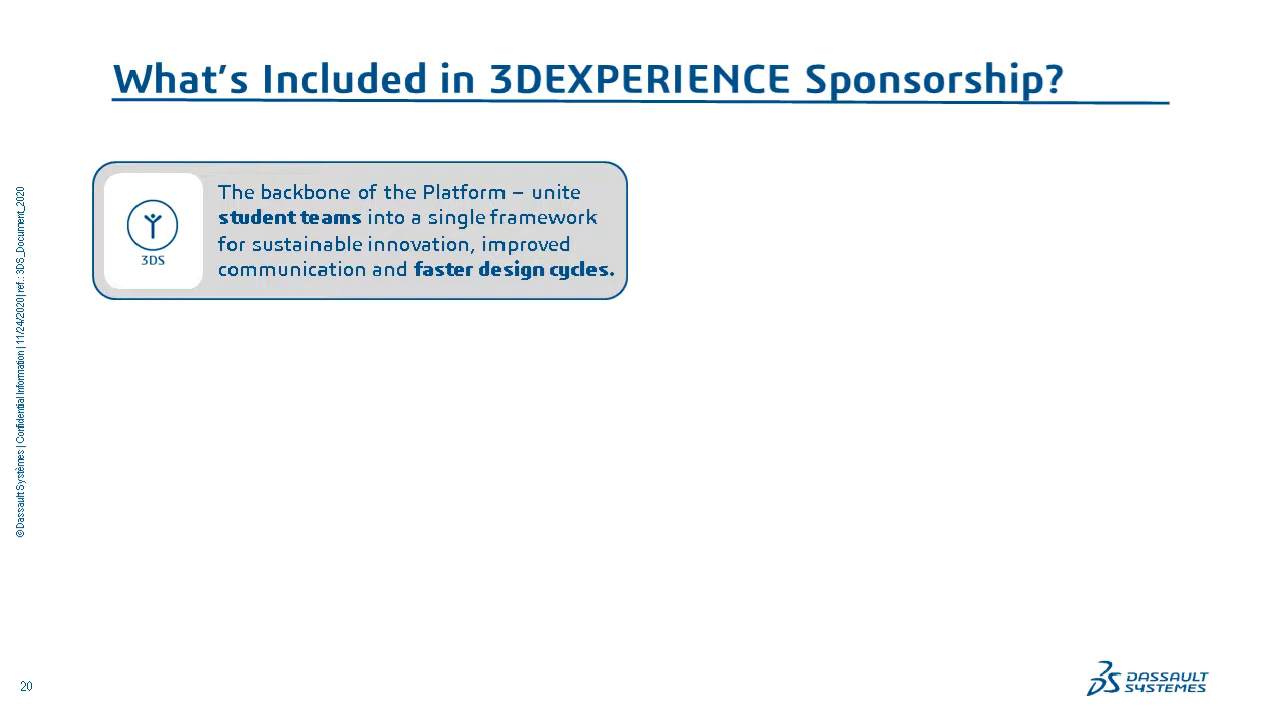 What's Included in 3DEXPERIENCE Sponsorship?
3DS
The backbone of the Platform – unite
student teams into a single framework
for sustainable innovation, improved
communication and faster design cycles.
© Dassault Systèmes | Confidential Information | 11/24/2020 | ref.: 3DS_Document_2020
20
DASSAULT
SYSTEMES